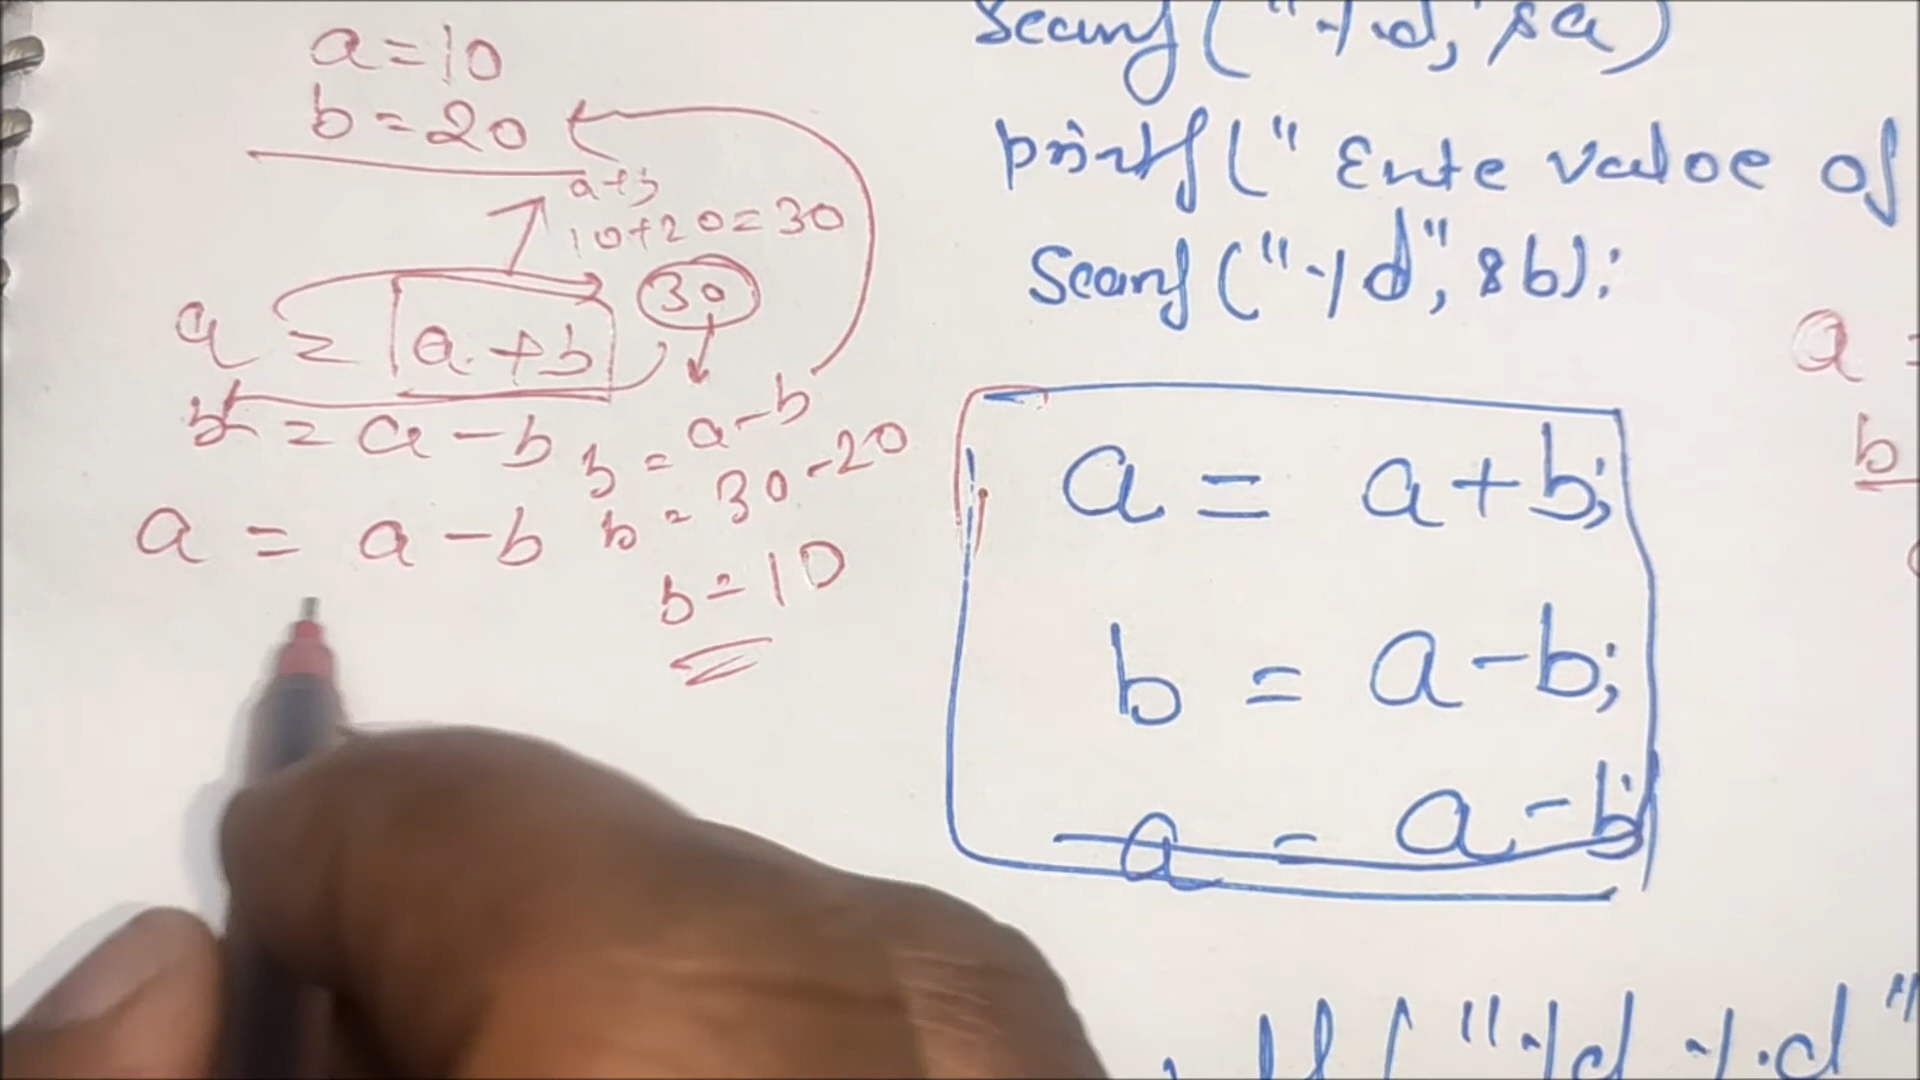 a = 10
b = 20
a+b
10+20=30
30
a = a+b
b = a-b
b = a-b
b = 30-20
a = a-b
b = 10
Scanf("%d, &a)
printf(" Ente value of
Scanf("%d", &b);
a =
b
a = a+b;
b = a-b;
a = a-b
f("%d %.d"